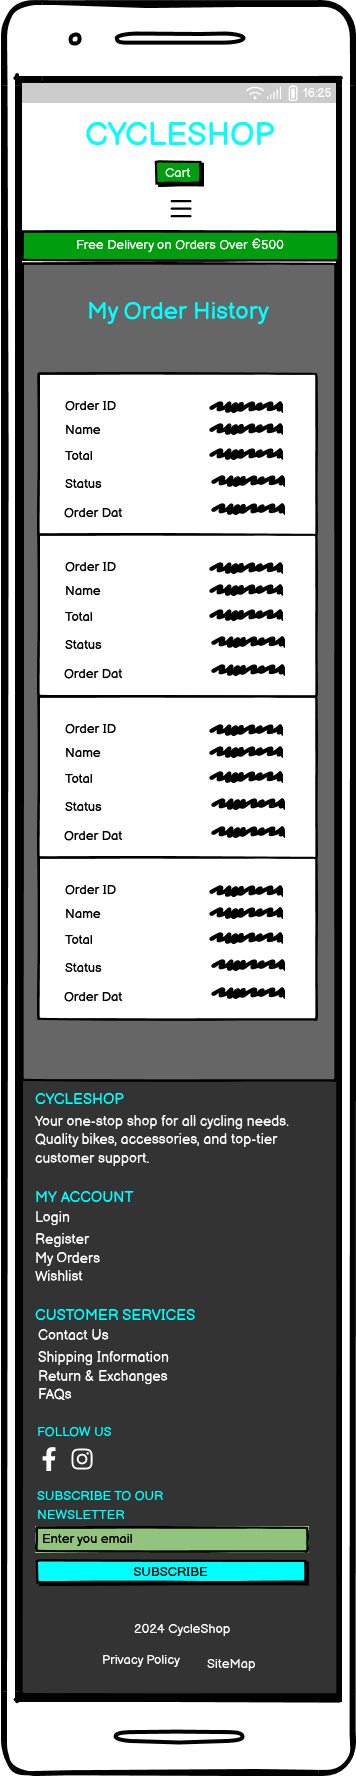 16:25
CYCLESHOP
Cart
Free Delivery on Orders Over €500
My Order History
Order ID
Name
Total
Status
Order Dat
Order ID
Name
Total
Status
Order Dat
Order ID
Name
Total
Status
Order Dat
Order ID
Name
Total
Status
Order Dat
CYCLESHOP
Your one-stop shop for all cycling needs.
Quality bikes, accessories, and top-tier
customer support.
MY ACCOUNT
Login
Register
My Orders
Wishlist
CUSTOMER SERVICES
Contact Us
Shipping Information
Return & Exchanges
FAQs
FOLLOW US
SUBSCRIBE TO OUR
NEWSLETTER
Enter you email
SUBSCRIBE
2024 CycleShop
Privacy Policy SiteMap